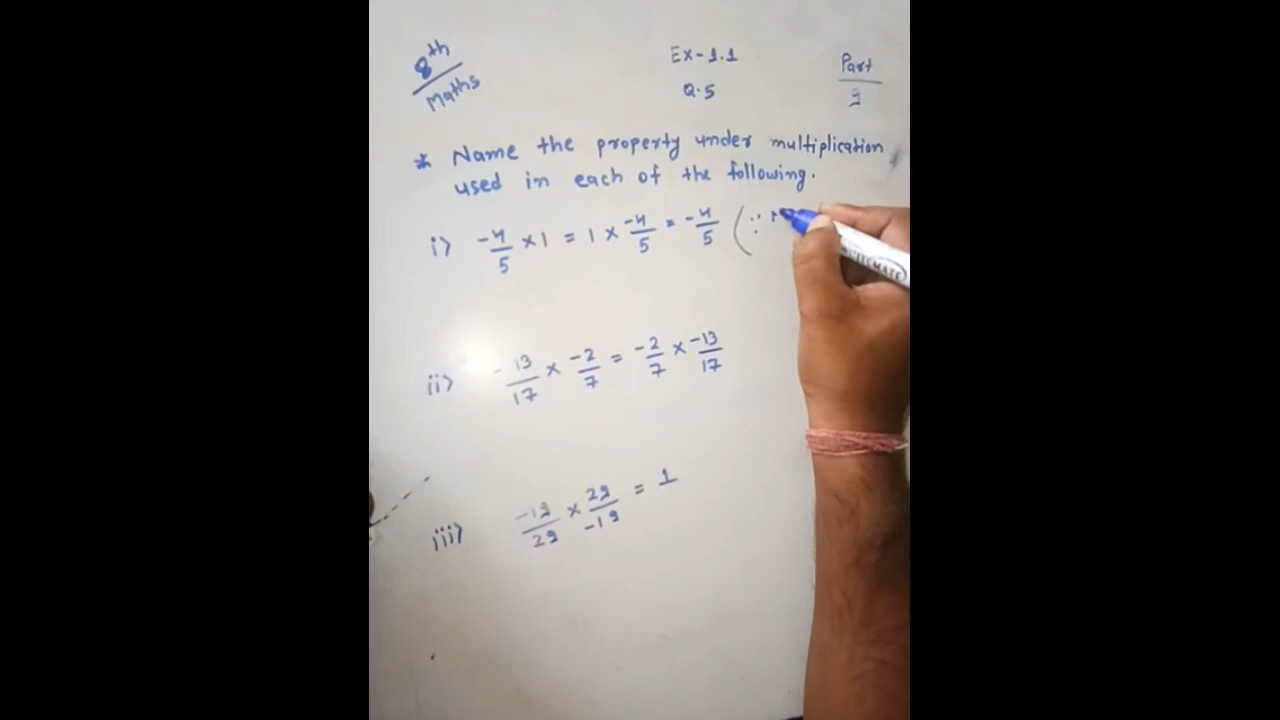 8th
Maths
Ex-1.1
Q.5
Part
9
* Name the property under multiplication
used in each of the following.
i) -4/5 × 1 = 1 × -4/5 = -4/5 (∵
ii) -13/17 × -2/7 = -2/7 × -13/17
iii) -19/29 × 29/-19 = 1